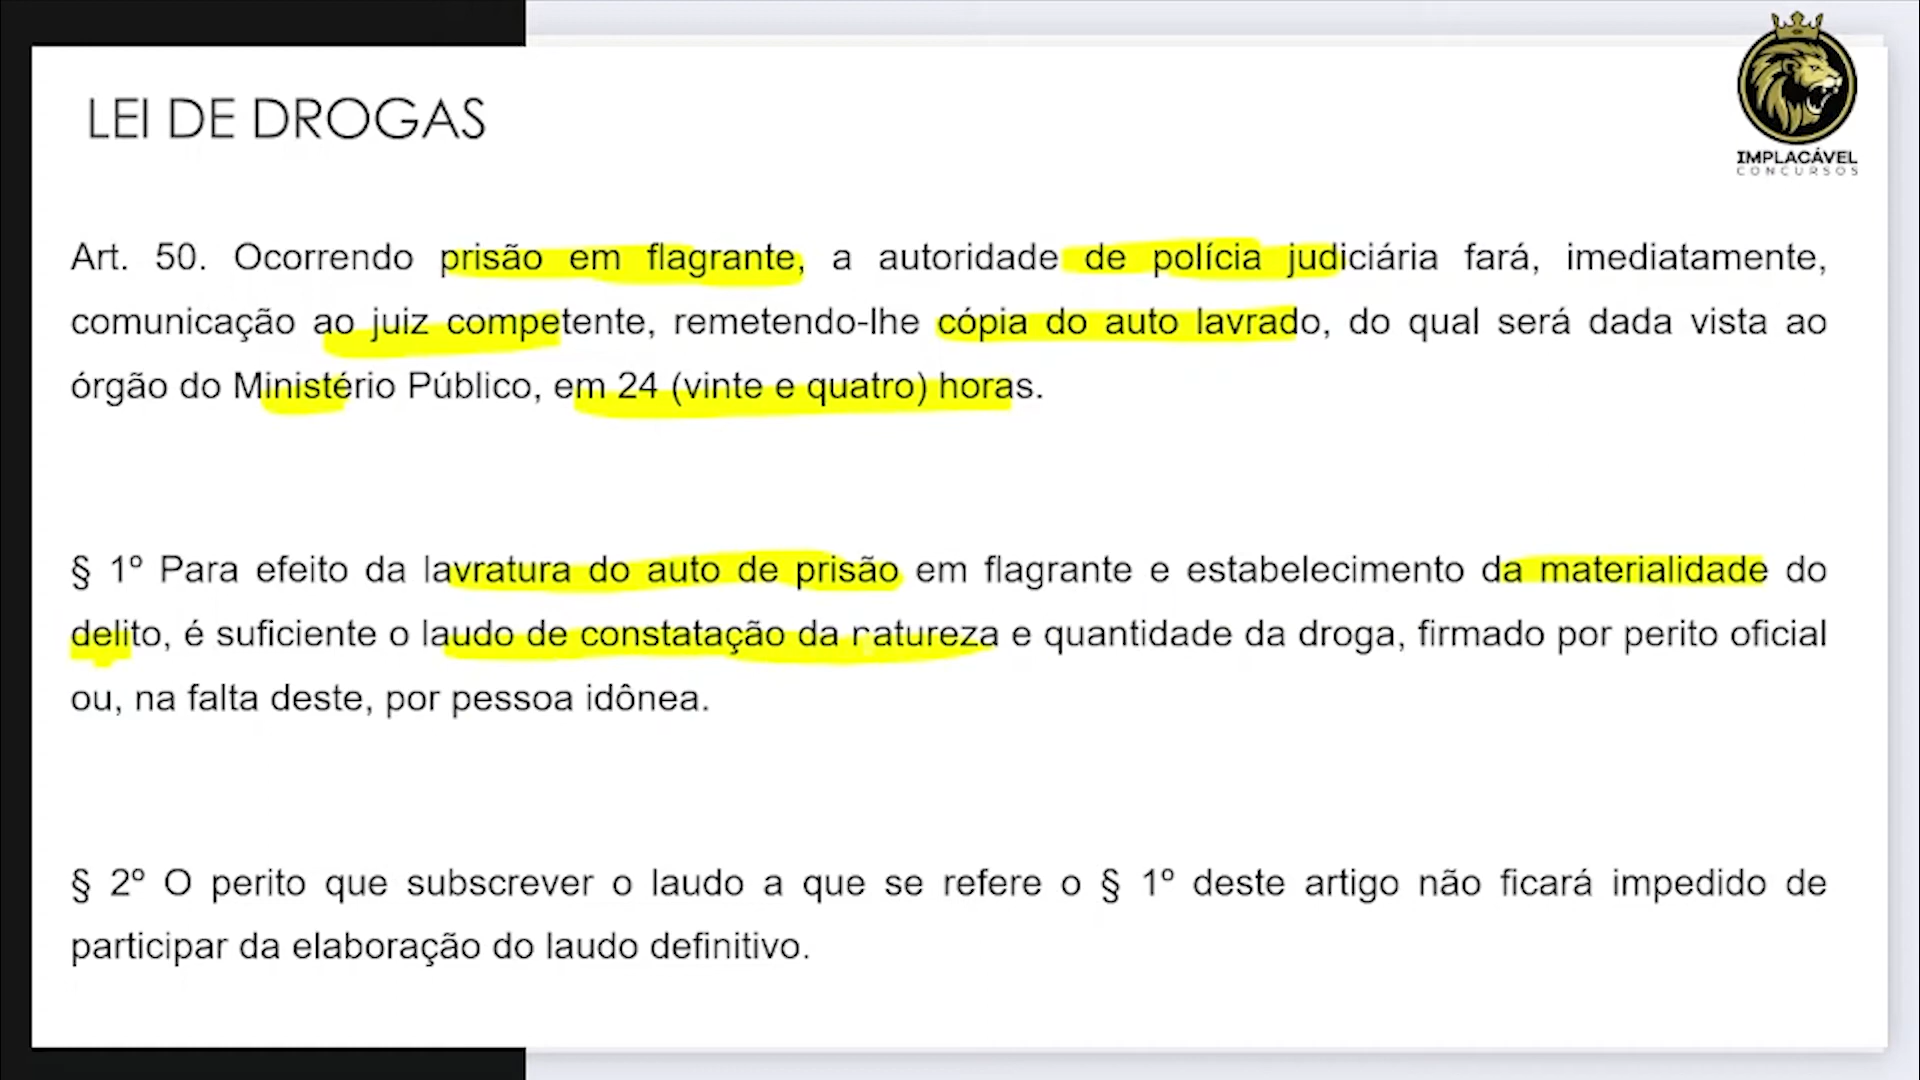 IMPLACÁVEL
CONCURSOS
LEI DE DROGAS
Art. 50. Ocorrendo prisão em flagrante, a autoridade de polícia judiciária fará, imediatamente,
comunicação ao juiz competente, remetendo-lhe cópia do auto lavrado, do qual será dada vista ao
órgão do Ministério Público, em 24 (vinte e quatro) horas.
§ 1º Para efeito da lavratura do auto de prisão em flagrante e estabelecimento da materialidade do
delito, é suficiente o laudo de constatação da natureza e quantidade da droga, firmado por perito oficial
ou, na falta deste, por pessoa idônea.
§ 2º O perito que subscrever o laudo a que se refere o § 1º deste artigo não ficará impedido de
participar da elaboração do laudo definitivo.